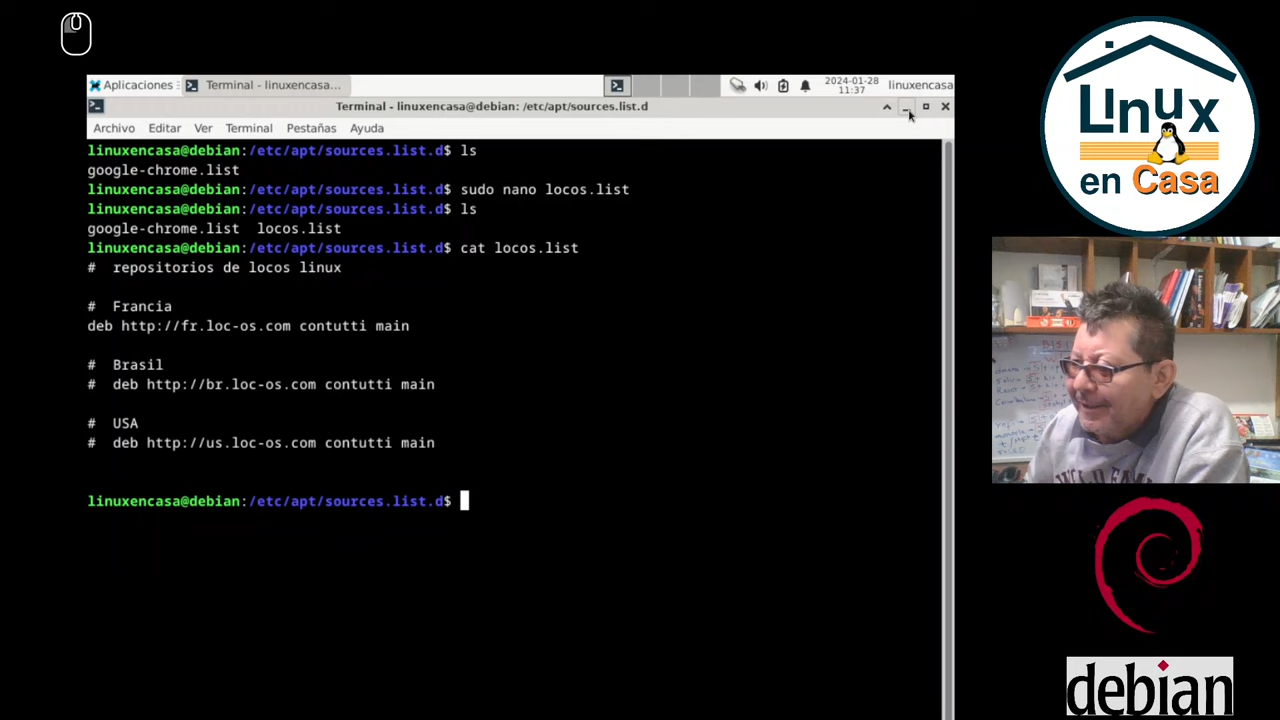 Aplicaciones
Terminal - linuxencasa...
2024-01-28
11:37
linuxencasa
Terminal - linuxencasa@debian: /etc/apt/sources.list.d
Archivo Editar Ver Terminal Pestañas Ayuda
linuxencasa@debian:/etc/apt/sources.list.d$ ls
google-chrome.list
linuxencasa@debian:/etc/apt/sources.list.d$ sudo nano locos.list
linuxencasa@debian:/etc/apt/sources.list.d$ ls
google-chrome.list locos.list
linuxencasa@debian:/etc/apt/sources.list.d$ cat locos.list
# repositorios de locos linux
# Francia
deb http://fr.loc-os.com contutti main
# Brasil
# deb http://br.loc-os.com contutti main
# USA
# deb http://us.loc-os.com contutti main
linuxencasa@debian:/etc/apt/sources.list.d$
Linux
en Casa
debian